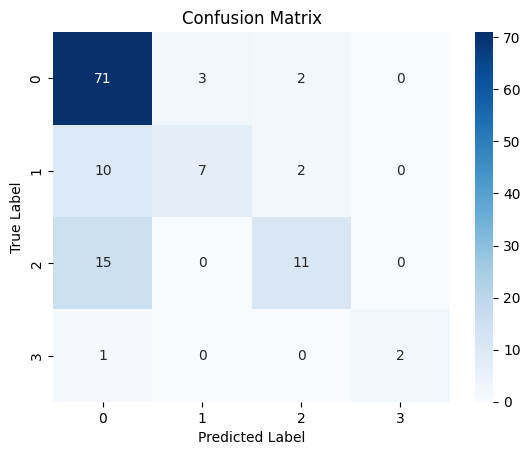 Confusion Matrix
True Label
0 71 3 2 0
1 10 7 2 0
2 15 0 11 0
3 1 0 0 2
0 1 2 3
Predicted Label
70
60
50
40
30
20
10
0